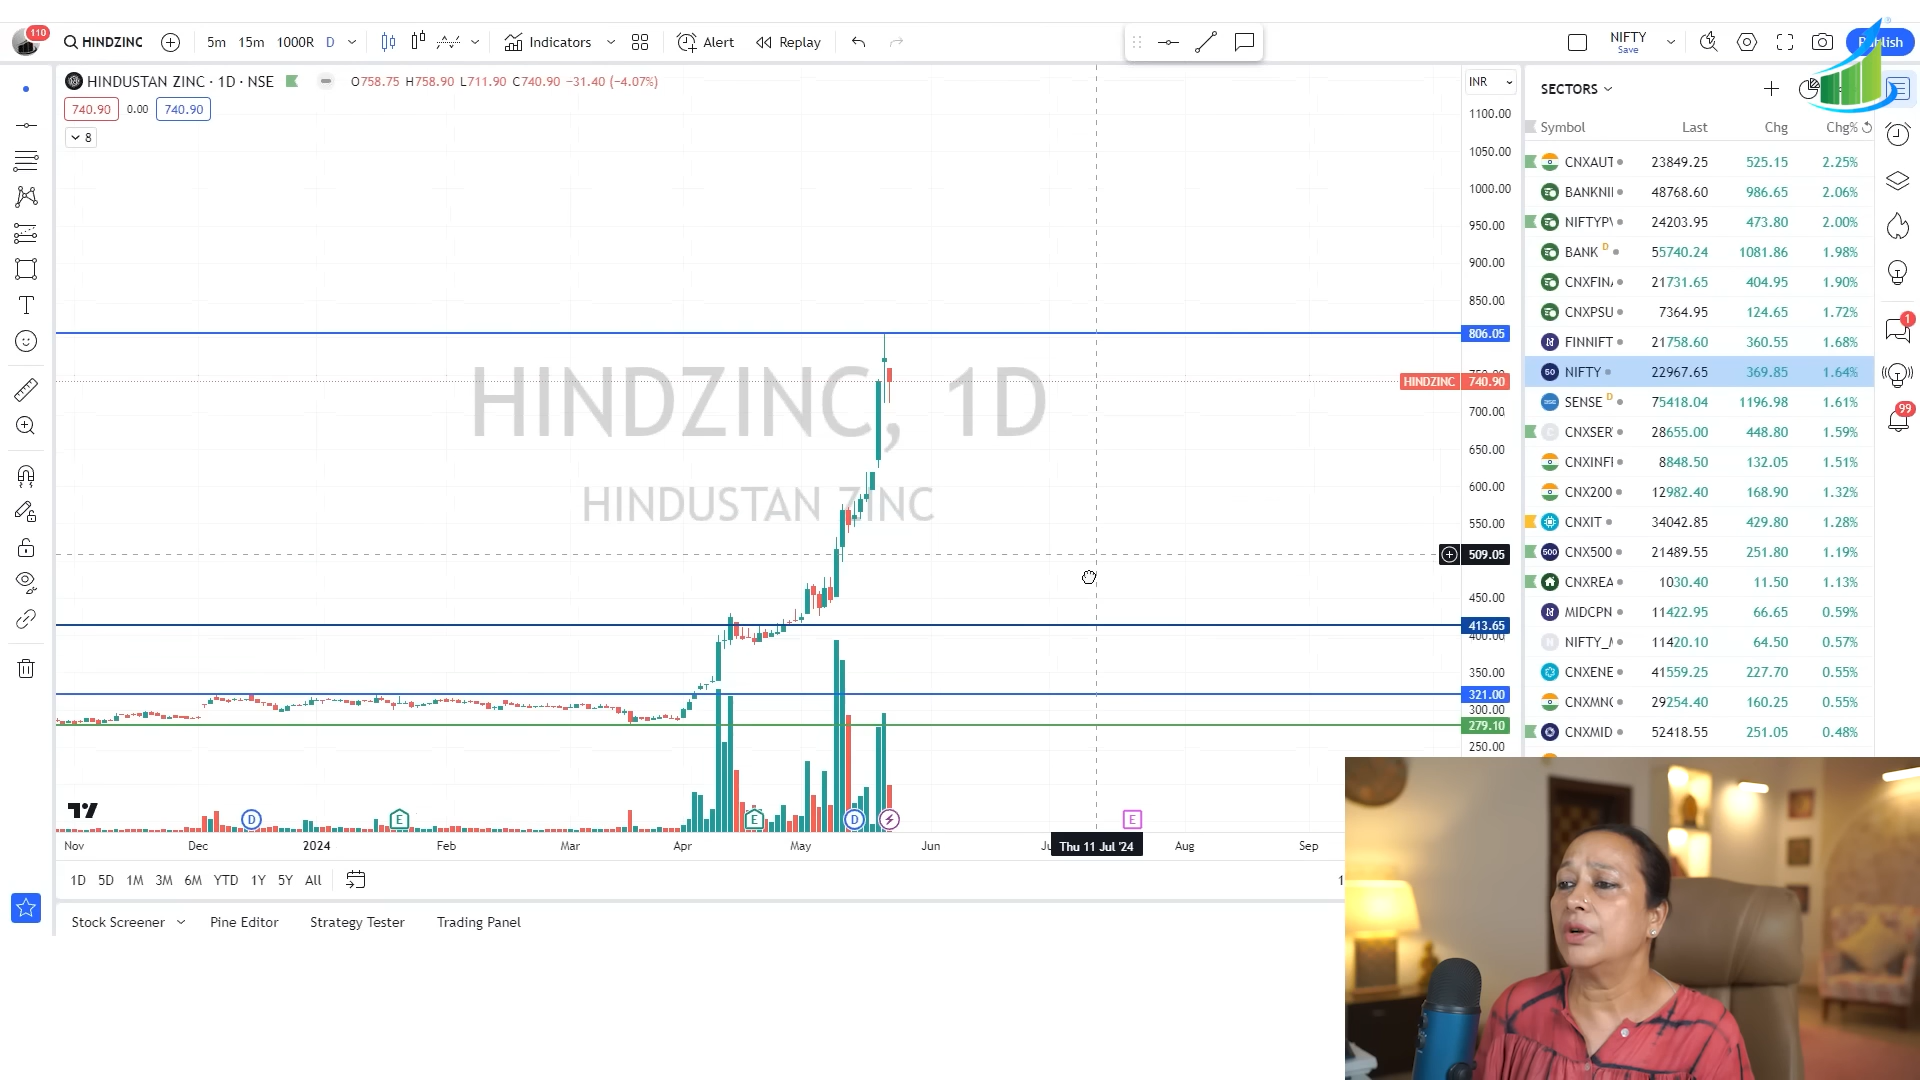 110
HINDZINC
5m 15m 1000R D
Indicators
Alert
Replay
NIFTY
Save
HINDUSTAN ZINC · 1D · NSE
O758.75 H758.90 L711.90 C740.90 −31.40 (−4.07%)
740.90 0.00 740.90
8
INR
1100.00
1050.00
1000.00
950.00
900.00
850.00
806.05
HINDZINC 740.90
700.00
650.00
600.00
550.00
509.05
450.00
413.65
400.00
350.00
321.00
300.00
279.10
250.00
HINDZINC, 1D
HINDUSTAN ZINC
D E E D E
Nov Dec 2024 Feb Mar Apr May Jun Thu 11 Jul '24 Aug Sep
1D 5D 1M 3M 6M YTD 1Y 5Y All
Stock Screener Pine Editor Strategy Tester Trading Panel
SECTORS
Symbol Last Chg Chg%
CNXAUT 23849.25 525.15 2.25%
BANKNI 48768.60 986.65 2.06%
NIFTYPV 24203.95 473.80 2.00%
BANK D 55740.24 1081.86 1.98%
CNXFIN 21731.65 404.95 1.90%
CNXPSU 7364.95 124.65 1.72%
FINNIFT 21758.60 360.55 1.68%
50 NIFTY 22967.65 369.85 1.64%
SENSE D 75418.04 1196.98 1.61%
CNXSER 28655.00 448.80 1.59%
CNXINF 8848.50 132.05 1.51%
CNX200 12982.40 168.90 1.32%
CNXIT 34042.85 429.80 1.28%
500 CNX500 21489.55 251.80 1.19%
CNXREA 1030.40 11.50 1.13%
MIDCPN 11422.95 66.65 0.59%
NIFTY_ 11420.10 64.50 0.57%
CNXENE 41559.25 227.70 0.55%
CNXMN 29254.40 160.25 0.55%
CNXMID 52418.55 251.05 0.48%
1
99